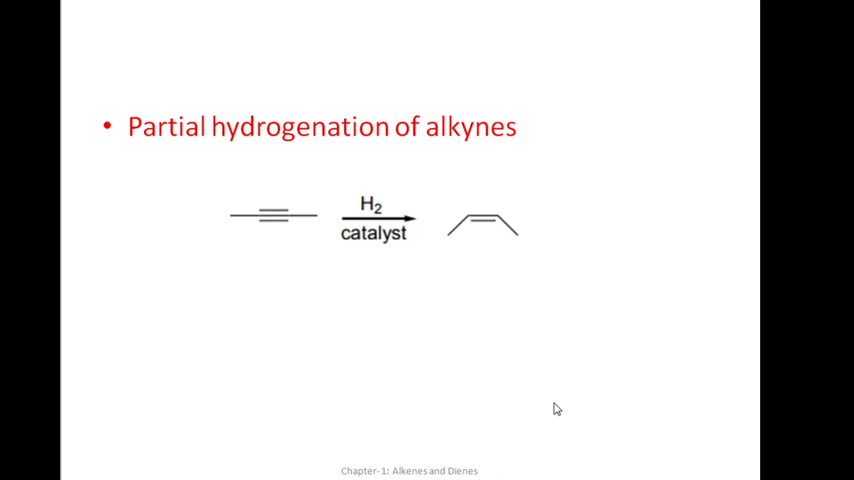 • Partial hydrogenation of alkynes
H₂
catalyst
Chapter-1: Alkenes and Dienes